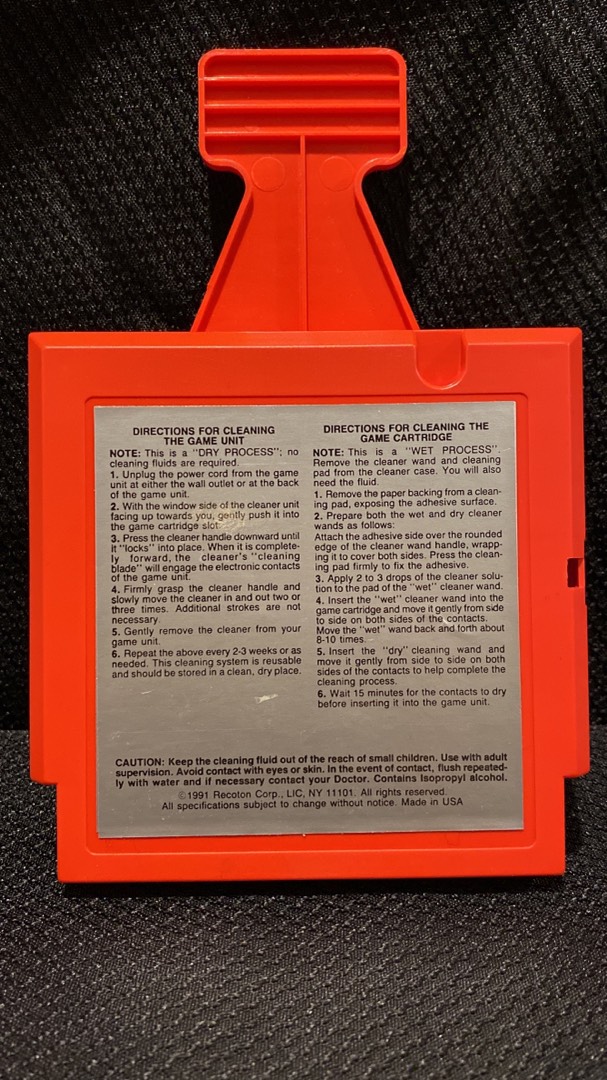 DIRECTIONS FOR CLEANING
THE GAME UNIT
NOTE: This is a "DRY PROCESS"; no
cleaning fluids are required.
1. Unplug the power cord from the game
unit at either the wall outlet or at the back
of the game unit.
2. With the window side of the cleaner unit
facing up towards you, gently push it into
the game cartridge slot.
3. Press the cleaner handle downward until
it "locks" into place. When it is complete-
ly forward, the cleaner's "cleaning
blade" will engage the electronic contacts
of the game unit.
4. Firmly grasp the cleaner handle and
slowly move the cleaner in and out two or
three times. Additional strokes are not
necessary.
5. Gently remove the cleaner from your
game unit.
6. Repeat the above every 2-3 weeks or as
needed. This cleaning system is reusable
and should be stored in a clean, dry place.
DIRECTIONS FOR CLEANING THE
GAME CARTRIDGE
NOTE: This is a "WET PROCESS".
Remove the cleaner wand and cleaning
pad from the cleaner case. You will also
need the fluid.
1. Remove the paper backing from a clean-
ing pad, exposing the adhesive surface.
2. Prepare both the wet and dry cleaner
wands as follows:
Attach the adhesive side over the rounded
edge of the cleaner wand handle, wrapp-
ing it to cover both sides. Press the clean-
ing pad firmly to fix the adhesive.
3. Apply 2 to 3 drops of the cleaner solu-
tion to the pad of the "wet" cleaner wand.
4. Insert the "wet" cleaner wand into the
game cartridge and move it gently from side
to side on both sides of the contacts.
Move the "wet" wand back and forth about
8-10 times.
5. Insert the "dry" cleaning wand and
move it gently from side to side on both
sides of the contacts to help complete the
cleaning process.
6. Wait 15 minutes for the contacts to dry
before inserting it into the game unit.
CAUTION: Keep the cleaning fluid out of the reach of small children. Use with adult
supervision. Avoid contact with eyes or skin. In the event of contact, flush repeated-
ly with water and if necessary contact your Doctor. Contains Isopropyl alcohol.
©1991 Recoton Corp., LIC, NY 11101. All rights reserved.
All specifications subject to change without notice. Made in USA